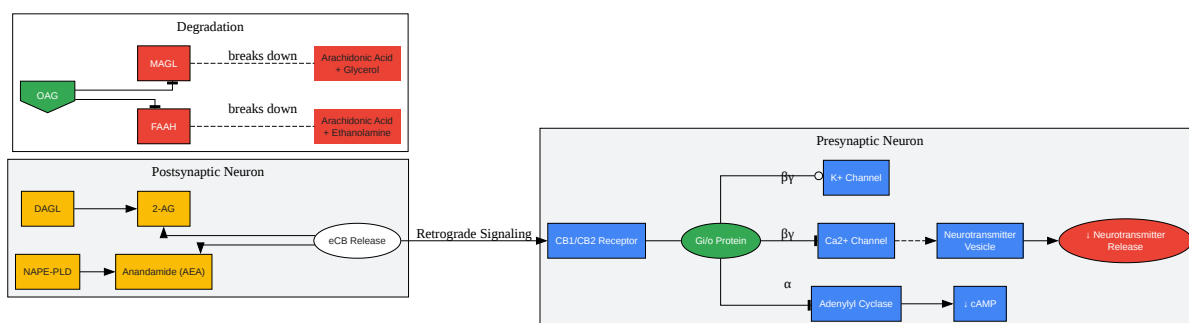 Degradation
MAGL
breaks down
Arachidonic Acid
+ Glycerol
OAG
FAAH
breaks down
Arachidonic Acid
+ Ethanolamine
Postsynaptic Neuron
DAGL
2-AG
eCB Release
NAPE-PLD
Anandamide (AEA)
Retrograde Signaling
Presynaptic Neuron
βγ
K+ Channel
CB1/CB2 Receptor
Gi/o Protein
βγ
Ca2+ Channel
Neurotransmitter
Vesicle
↓ Neurotransmitter
Release
α
Adenylyl Cyclase
↓ cAMP